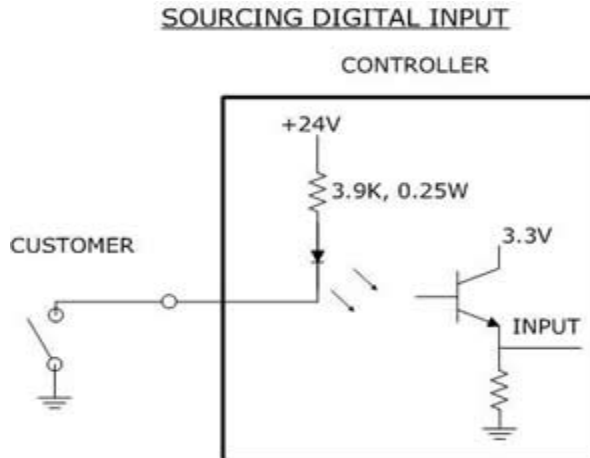 SOURCING DIGITAL INPUT
CONTROLLER
+24V
3.9K, 0.25W
CUSTOMER
3.3V
INPUT